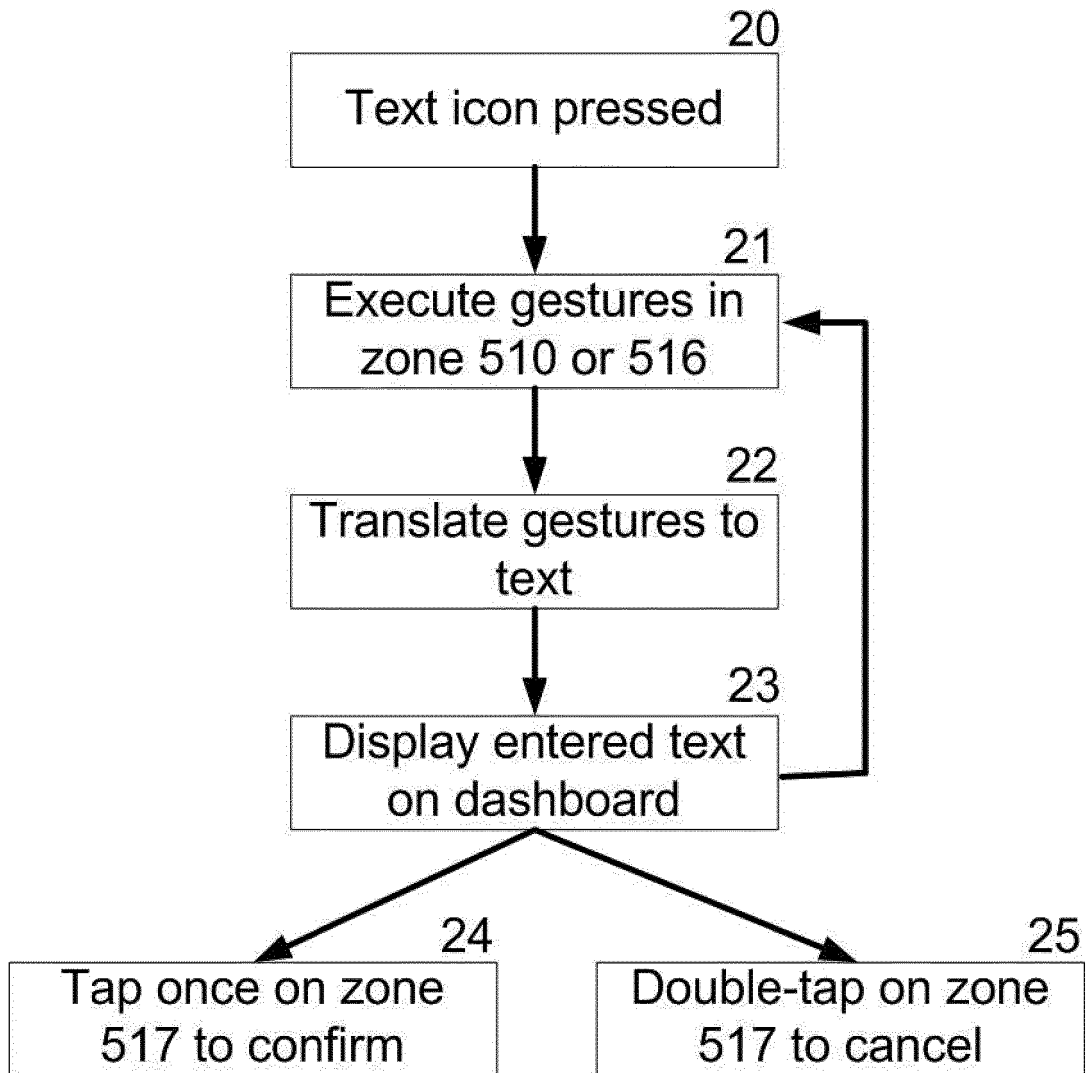 20
Text icon pressed
21
Execute gestures in
zone 510 or 516
22
Translate gestures to
text
23
Display entered text
on dashboard
24
Tap once on zone
517 to confirm
25
Double-tap on zone
517 to cancel